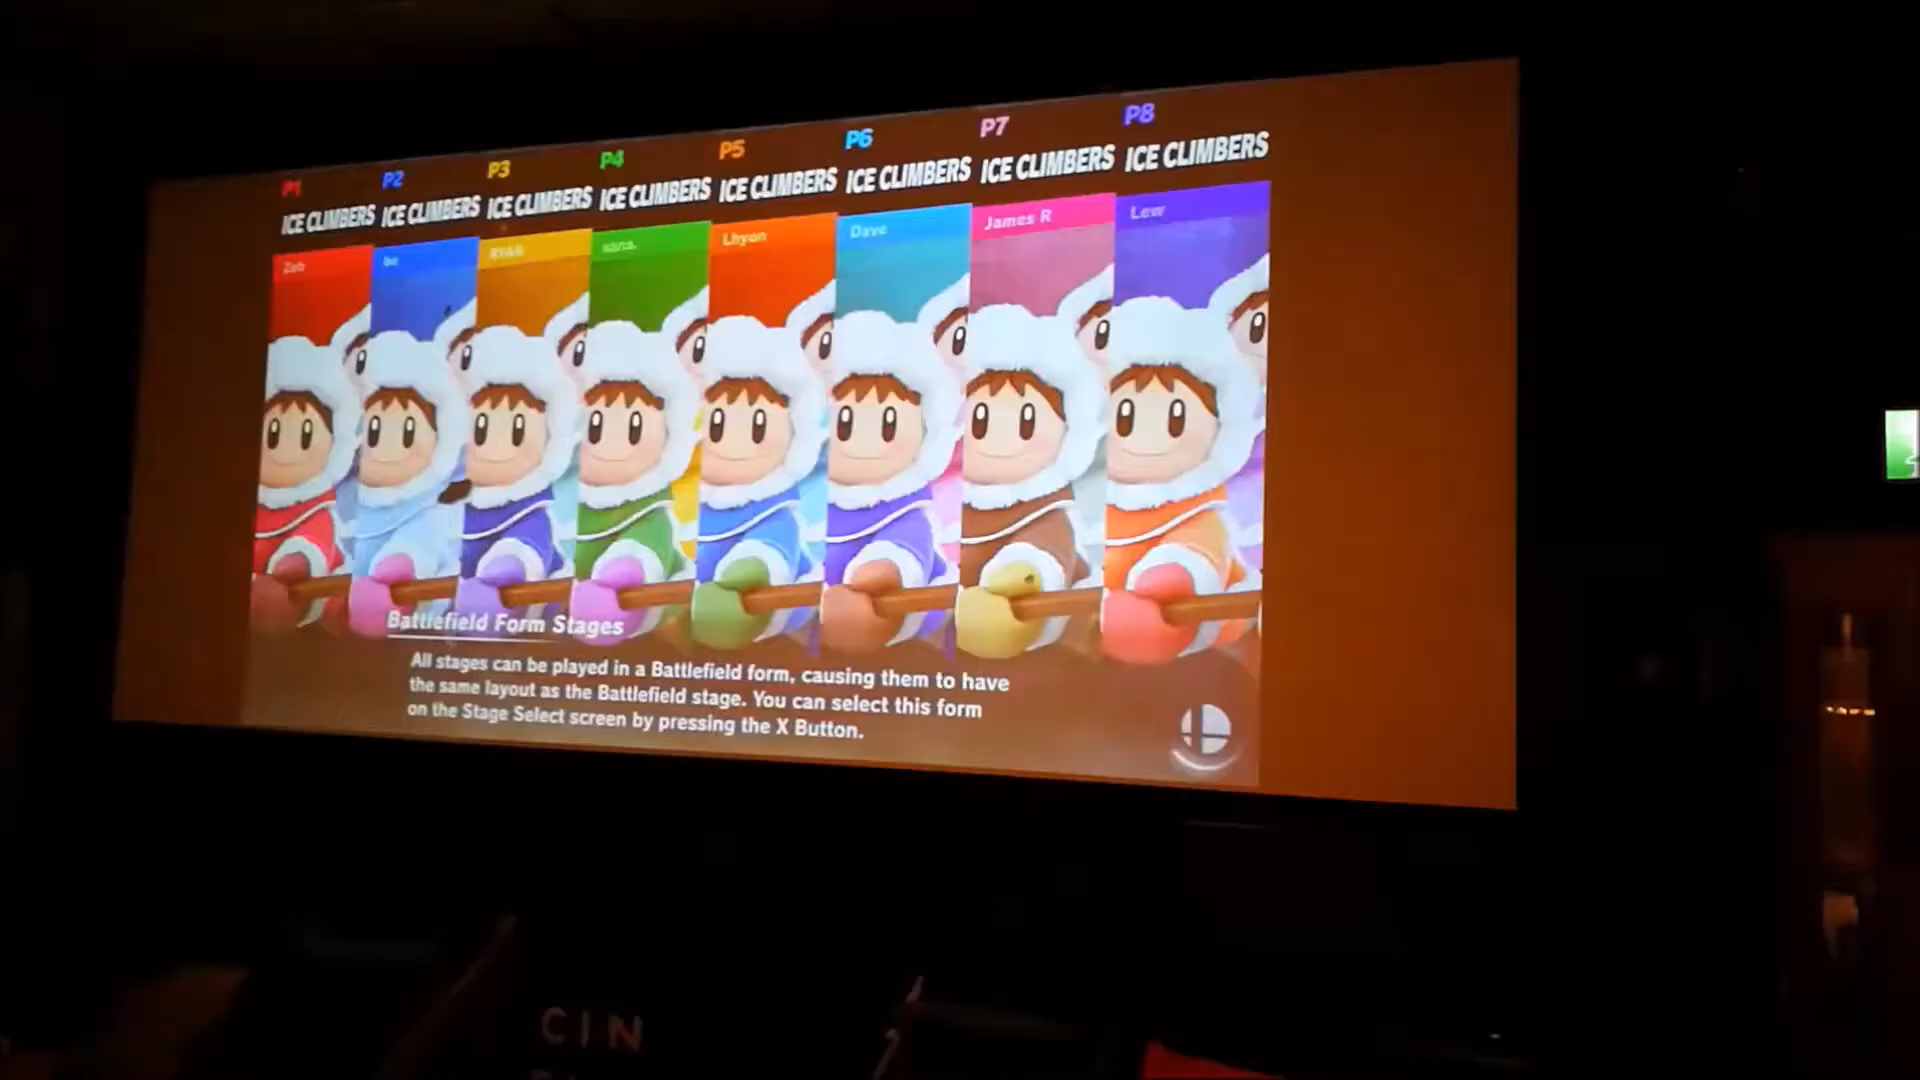 P1 P2 P3 P4 P5 P6 P7 P8
ICE CLIMBERS ICE CLIMBERS ICE CLIMBERS ICE CLIMBERS ICE CLIMBERS ICE CLIMBERS ICE CLIMBERS ICE CLIMBERS
Zeb RYAN Lhyon Dave James R Lew
Battlefield Form Stages
All stages can be played in a Battlefield form, causing them to have
the same layout as the Battlefield stage. You can select this form
on the Stage Select screen by pressing the X Button.
CIN